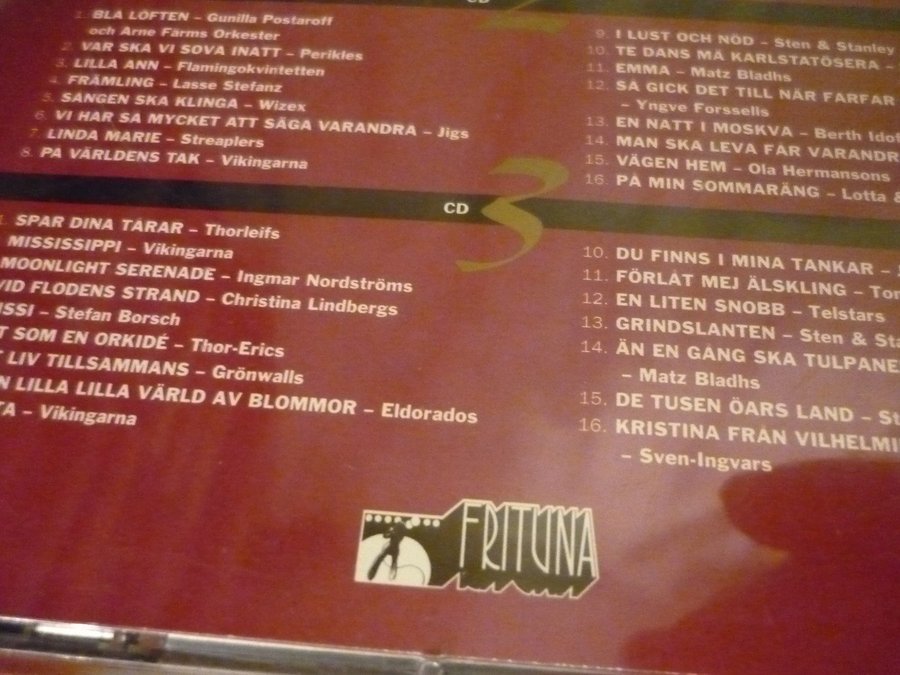 CD 2
1. BLÅ LÖFTEN – Gunilla Postaroff
och Arne Färms Orkester
2. VAR SKA VI SOVA INATT – Perikles
3. LILLA ANN – Flamingokvintetten
4. FRÄMLING – Lasse Stefanz
5. SÅNGEN SKA KLINGA – Wizex
6. VI HAR SÅ MYCKET ATT SÄGA VARANDRA – Jigs
7. LINDA MARIE – Streaplers
8. PÅ VÄRLDENS TAK – Vikingarna
9. I LUST OCH NÖD – Sten & Stanley
10. TE DANS MÄ KARLSTATÖSERA –
11. EMMA – Matz Bladhs
12. SÅ GICK DET TILL NÄR FARFAR
– Yngve Forssells
13. EN NATT I MOSKVA – Berth Idof
14. MAN SKA LEVA FÅR VARANDR
15. VÄGEN HEM – Ola Hermansons
16. PÅ MIN SOMMARÄNG – Lotta &
CD 3
SPAR DINA TÅRAR – Thorleifs
MISSISSIPPI – Vikingarna
MOONLIGHT SERENADE – Ingmar Nordströms
VID FLODENS STRAND – Christina Lindbergs
SSI – Stefan Borsch
T SOM EN ORKIDÉ – Thor-Erics
T LIV TILLSAMMANS – Grönwalls
N LILLA LILLA VÄRLD AV BLOMMOR – Eldorados
TA – Vikingarna
10. DU FINNS I MINA TANKAR –
11. FÖRLÅT MEJ ÄLSKLING – Tor
12. EN LITEN SNOBB – Telstars
13. GRINDSLANTEN – Sten & Sta
14. ÄN EN GÅNG SKA TULPANE
– Matz Bladhs
15. DE TUSEN ÖARS LAND – St
16. KRISTINA FRÅN VILHELMI
– Sven-Ingvars
FRITUNA